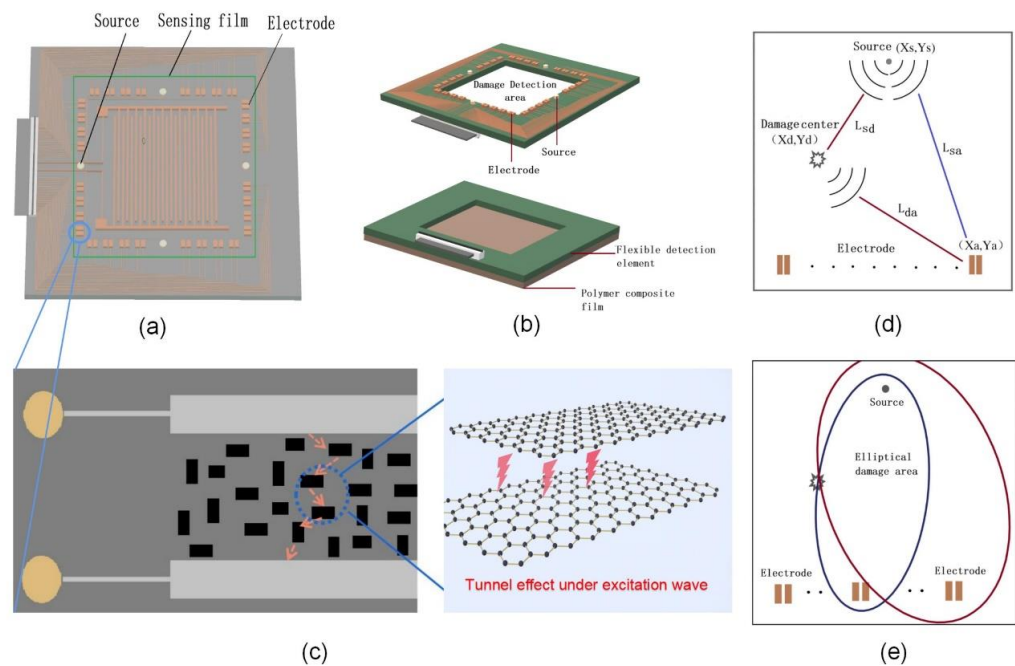 Source
Sensing film
Electrode
(a)
Damage Detection
area
Source
Electrode
Flexible detection
element
Polymer composite
film
(b)
Source (Xs,Ys)
Lsd
Damage center
(Xd,Yd)
Lsa
Lda
(Xa,Ya)
Electrode
(d)
Tunnel effect under excitation wave
(c)
Source
Elliptical
damage area
Electrode
Electrode
(e)